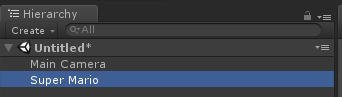 Hierarchy
Create All
Untitled*
Main Camera
Super Mario